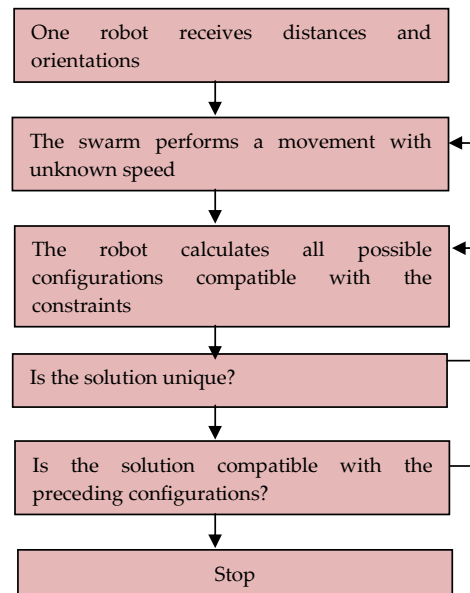 One robot receives distances and
orientations
The swarm performs a movement with
unknown speed
The robot calculates all possible
configurations compatible with the
constraints
Is the solution unique?
Is the solution compatible with the
preceding configurations?
Stop